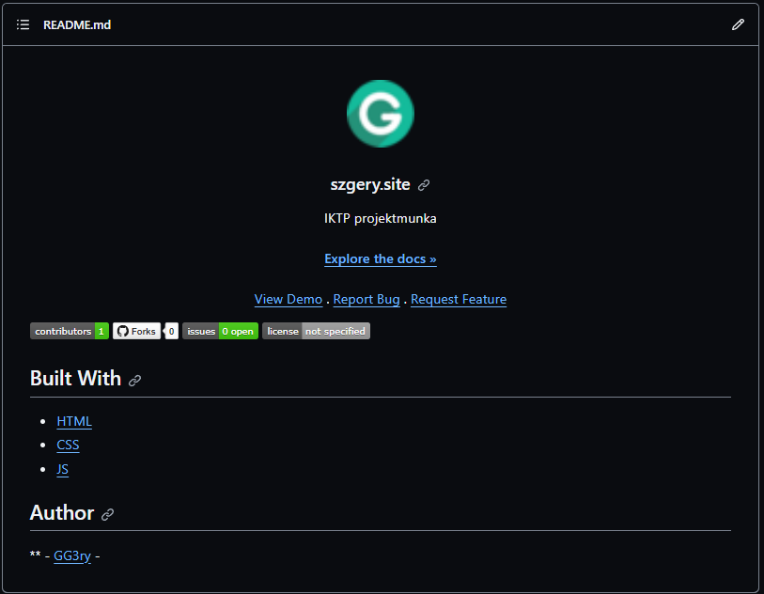 README.md
G
szgery.site
IKTP projektmunka
Explore the docs »
View Demo . Report Bug . Request Feature
contributors 1 Forks 0 issues 0 open license not specified
Built With
HTML
CSS
JS
Author
** - GG3ry -